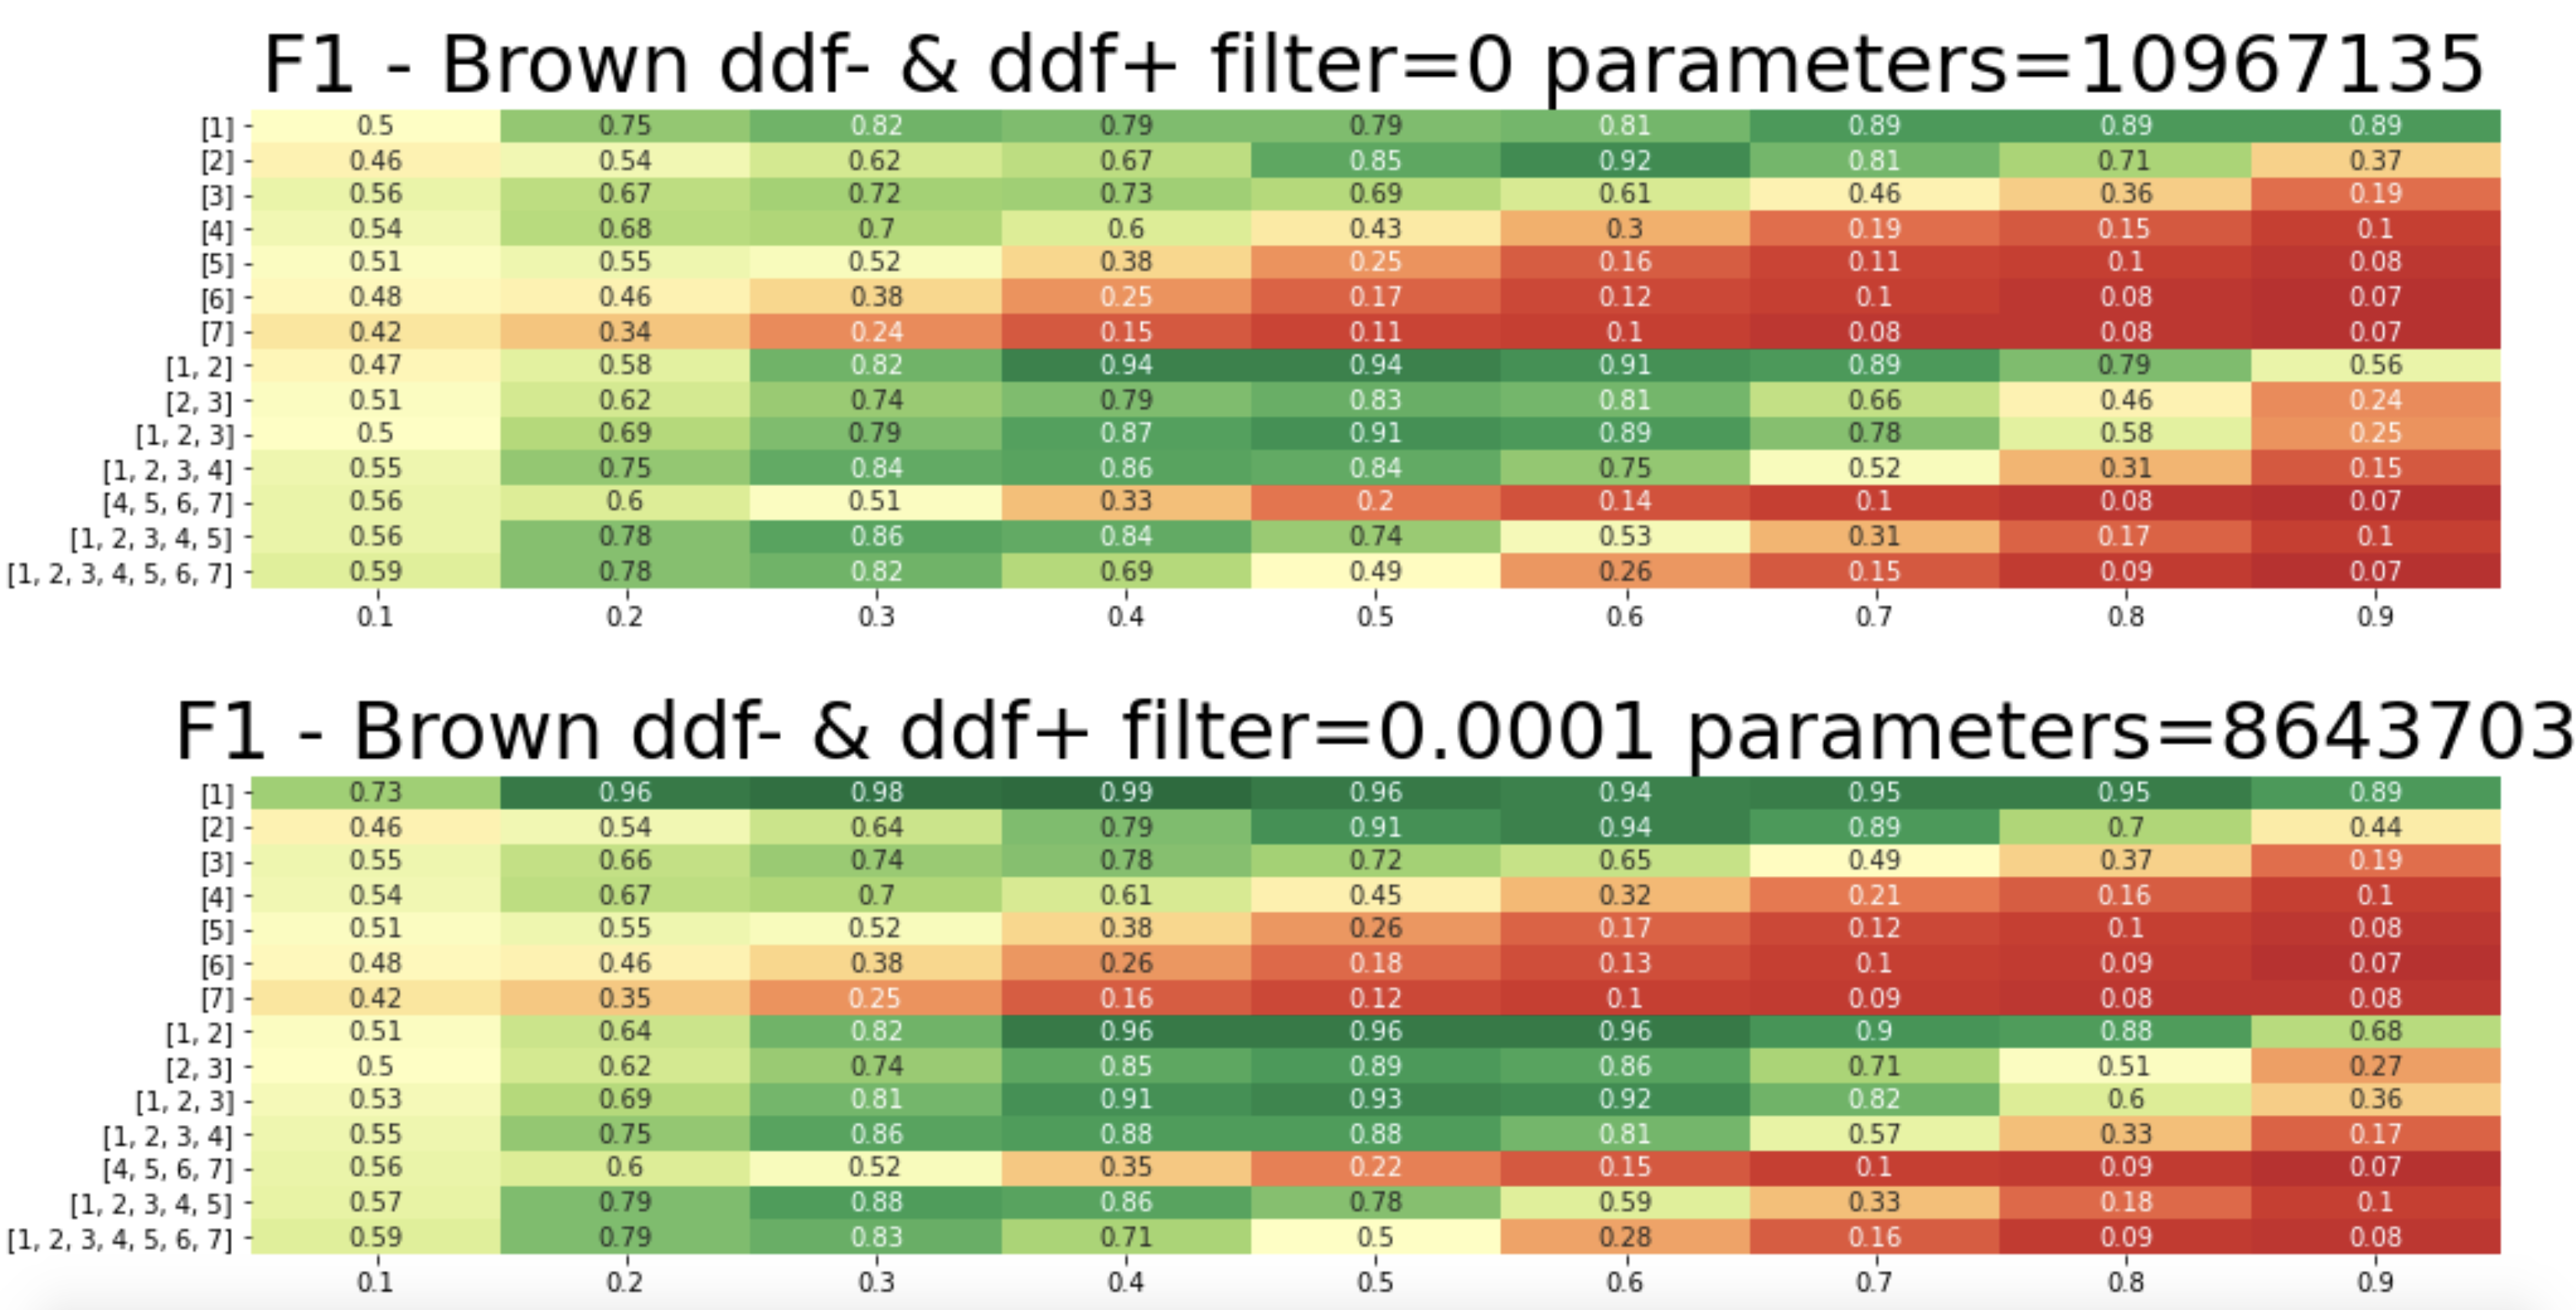 F1 - Brown ddf- & ddf+ filter=0 parameters=10967135
[1] 0.5 0.75 0.82 0.79 0.79 0.81 0.89 0.89 0.89
[2] 0.46 0.54 0.62 0.67 0.85 0.92 0.81 0.71 0.37
[3] 0.56 0.67 0.72 0.73 0.69 0.61 0.46 0.36 0.19
[4] 0.54 0.68 0.7 0.6 0.43 0.3 0.19 0.15 0.1
[5] 0.51 0.55 0.52 0.38 0.25 0.16 0.11 0.1 0.08
[6] 0.48 0.46 0.38 0.25 0.17 0.12 0.1 0.08 0.07
[7] 0.42 0.34 0.24 0.15 0.11 0.1 0.08 0.08 0.07
[1, 2] 0.47 0.58 0.82 0.94 0.94 0.91 0.89 0.79 0.56
[2, 3] 0.51 0.62 0.74 0.79 0.83 0.81 0.66 0.46 0.24
[1, 2, 3] 0.5 0.69 0.79 0.87 0.91 0.89 0.78 0.58 0.25
[1, 2, 3, 4] 0.55 0.75 0.84 0.86 0.84 0.75 0.52 0.31 0.15
[4, 5, 6, 7] 0.56 0.6 0.51 0.33 0.2 0.14 0.1 0.08 0.07
[1, 2, 3, 4, 5] 0.56 0.78 0.86 0.84 0.74 0.53 0.31 0.17 0.1
[1, 2, 3, 4, 5, 6, 7] 0.59 0.78 0.82 0.69 0.49 0.26 0.15 0.09 0.07
0.1 0.2 0.3 0.4 0.5 0.6 0.7 0.8 0.9
F1 - Brown ddf- & ddf+ filter=0.0001 parameters=8643703
[1] 0.73 0.96 0.98 0.99 0.96 0.94 0.95 0.95 0.89
[2] 0.46 0.54 0.64 0.79 0.91 0.94 0.89 0.7 0.44
[3] 0.55 0.66 0.74 0.78 0.72 0.65 0.49 0.37 0.19
[4] 0.54 0.67 0.7 0.61 0.45 0.32 0.21 0.16 0.1
[5] 0.51 0.55 0.52 0.38 0.26 0.17 0.12 0.1 0.08
[6] 0.48 0.46 0.38 0.26 0.18 0.13 0.1 0.09 0.07
[7] 0.42 0.35 0.25 0.16 0.12 0.1 0.09 0.08 0.08
[1, 2] 0.51 0.64 0.82 0.96 0.96 0.96 0.9 0.88 0.68
[2, 3] 0.5 0.62 0.74 0.85 0.89 0.86 0.71 0.51 0.27
[1, 2, 3] 0.53 0.69 0.81 0.91 0.93 0.92 0.82 0.6 0.36
[1, 2, 3, 4] 0.55 0.75 0.86 0.88 0.88 0.81 0.57 0.33 0.17
[4, 5, 6, 7] 0.56 0.6 0.52 0.35 0.22 0.15 0.1 0.09 0.07
[1, 2, 3, 4, 5] 0.57 0.79 0.88 0.86 0.78 0.59 0.33 0.18 0.1
[1, 2, 3, 4, 5, 6, 7] 0.59 0.79 0.83 0.71 0.5 0.28 0.16 0.09 0.08
0.1 0.2 0.3 0.4 0.5 0.6 0.7 0.8 0.9